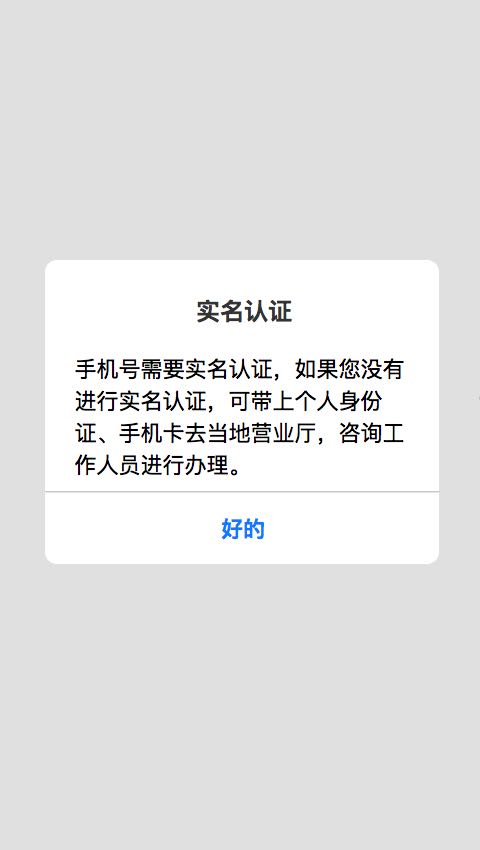 实名认证
手机号需要实名认证，如果您没有
进行实名认证，可带上个人身份
证、手机卡去当地营业厅，咨询工
作人员进行办理。
好的